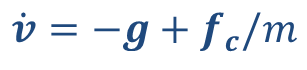 v̇ = −g + f_c/m